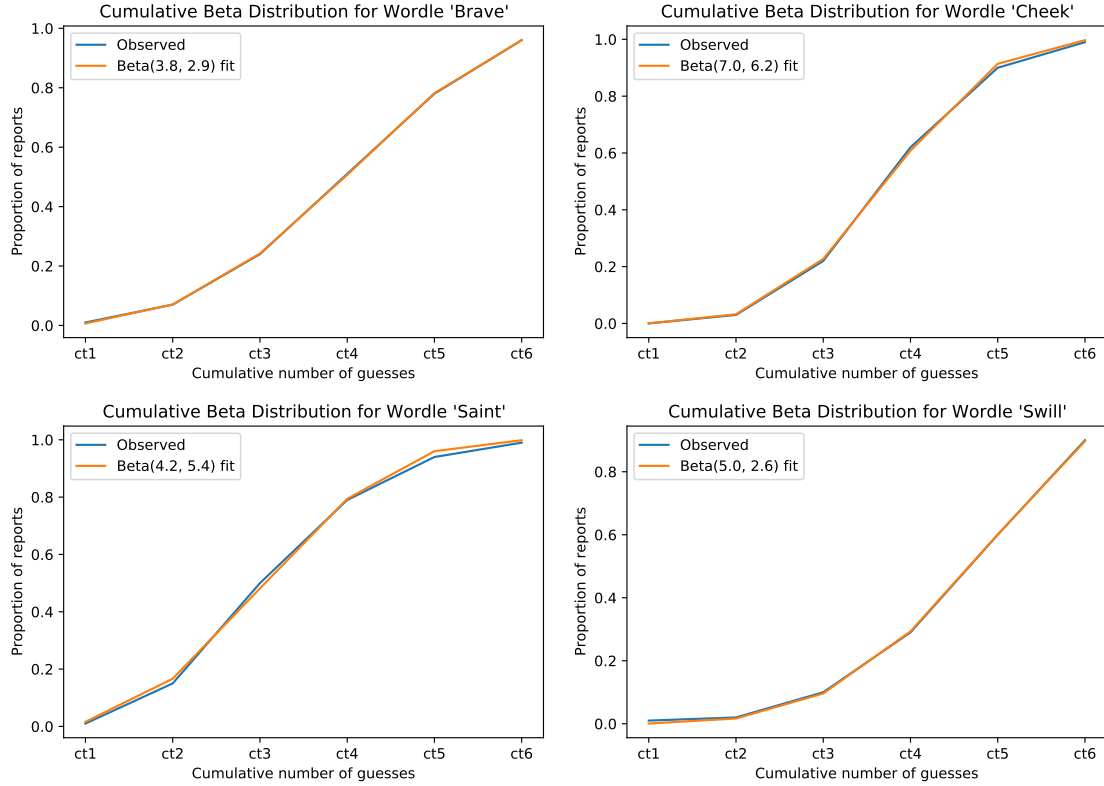 Cumulative Beta Distribution for Wordle 'Brave'
1.0
0.8
0.6
0.4
0.2
0.0
Proportion of reports
Observed
Beta(3.8, 2.9) fit
ct1 ct2 ct3 ct4 ct5 ct6
Cumulative number of guesses
Cumulative Beta Distribution for Wordle 'Cheek'
1.0
0.8
0.6
0.4
0.2
0.0
Proportion of reports
Observed
Beta(7.0, 6.2) fit
ct1 ct2 ct3 ct4 ct5 ct6
Cumulative number of guesses
Cumulative Beta Distribution for Wordle 'Saint'
1.0
0.8
0.6
0.4
0.2
0.0
Proportion of reports
Observed
Beta(4.2, 5.4) fit
ct1 ct2 ct3 ct4 ct5 ct6
Cumulative number of guesses
Cumulative Beta Distribution for Wordle 'Swill'
0.8
0.6
0.4
0.2
0.0
Proportion of reports
Observed
Beta(5.0, 2.6) fit
ct1 ct2 ct3 ct4 ct5 ct6
Cumulative number of guesses